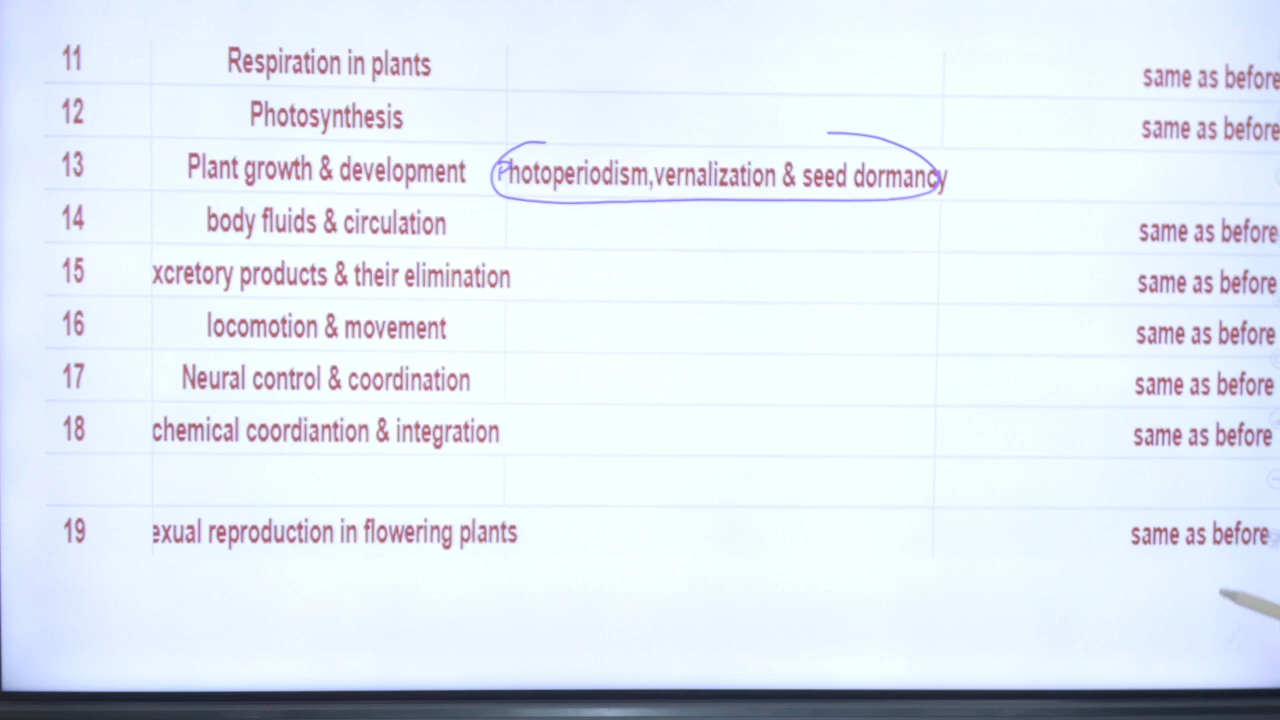 11 Respiration in plants same as before
12 Photosynthesis same as before
13 Plant growth & development Photoperiodism,vernalization & seed dormancy
14 body fluids & circulation same as before
15 xcretory products & their elimination same as before
16 locomotion & movement same as before
17 Neural control & coordination same as before
18 chemical coordiantion & integration same as before
19 exual reproduction in flowering plants same as before